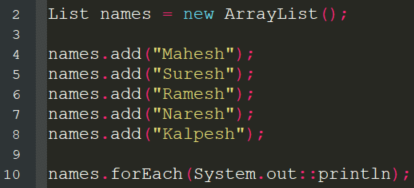 2 List names = new ArrayList();
3
4 names.add("Mahesh");
5 names.add("Suresh");
6 names.add("Ramesh");
7 names.add("Naresh");
8 names.add("Kalpesh");
9
10 names.forEach(System.out::println);